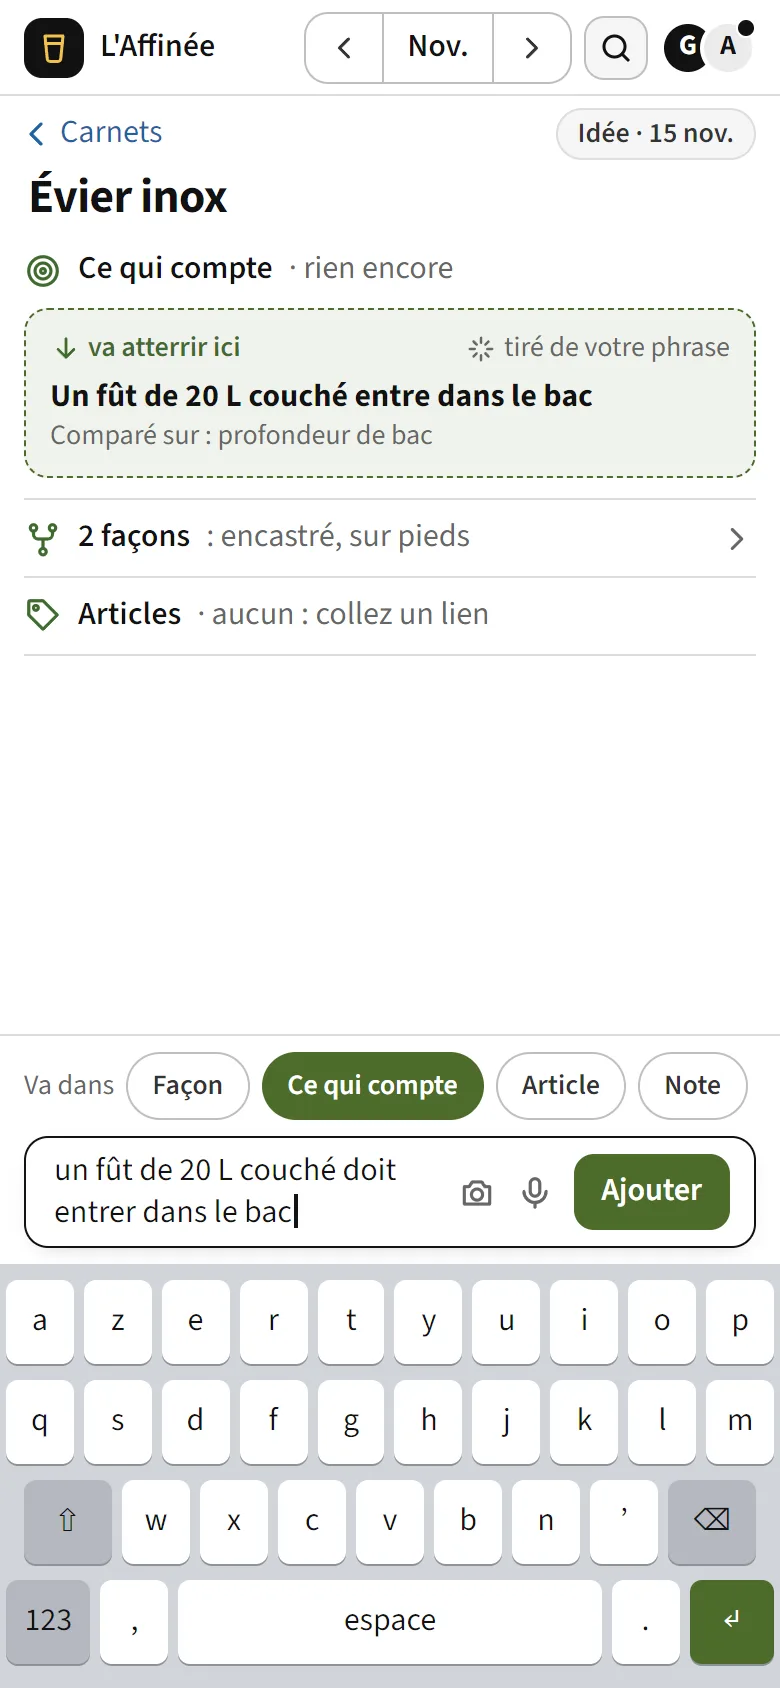 L'Affinée
Nov.
G
A
Carnets
Idée · 15 nov.
Évier inox
Ce qui compte · rien encore
va atterrir ici
tiré de votre phrase
Un fût de 20 L couché entre dans le bac
Comparé sur : profondeur de bac
2 façons : encastré, sur pieds
Articles · aucun : collez un lien
Va dans
Façon
Ce qui compte
Article
Note
un fût de 20 L couché doit
entrer dans le bac
Ajouter
a z e r t y u i o p
q s d f g h j k l m
⇧ w x c v b n ’ ⌫
123 , espace . ↵